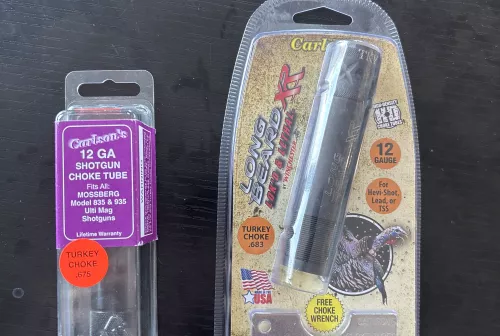 Carlson's
12 GA
SHOTGUN
CHOKE TUBE
Fits All:
MOSSBERG
Model 835 & 935
Ulti Mag
Shotguns
Lifetime Warranty
TURKEY
CHOKE
.675
LONG
BEARD XR
TURKEY
CHOKE
.683
12
GAUGE
For
Hevi-Shot,
Lead, or
TSS
USA
FREE
CHOKE
WRENCH